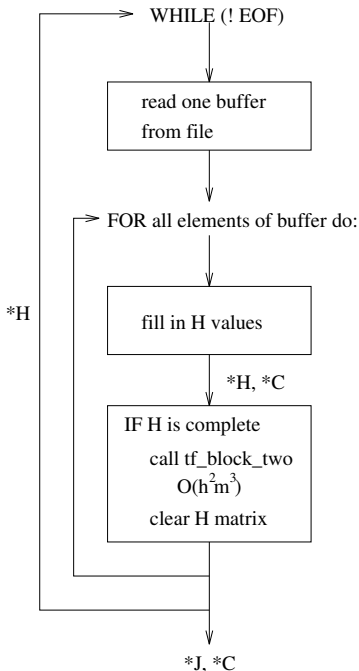 WHILE (! EOF)
read one buffer
from file
FOR all elements of buffer do:
*H
fill in H values
*H, *C
IF H is complete
call tf_block_two
O(h²m³)
clear H matrix
*J, *C